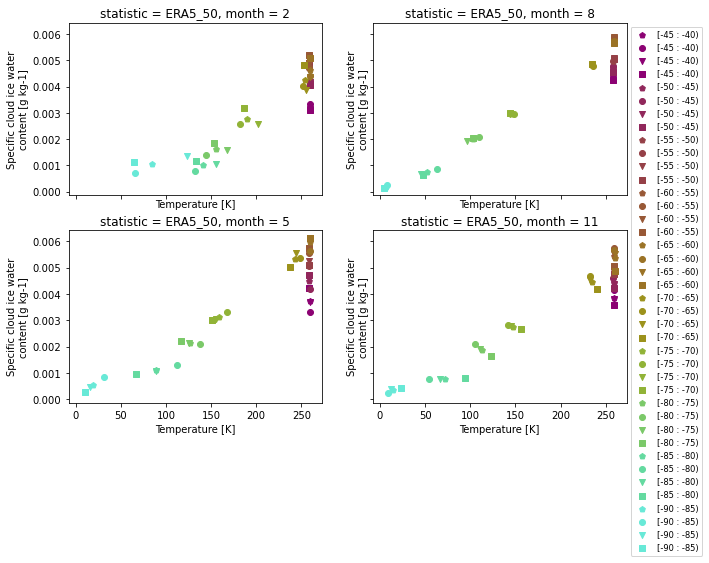 statistic = ERA5_50, month = 2
0.006
0.005
0.004
0.003
0.002
0.001
0.000
Specific cloud ice water
content [g kg-1]
Temperature [K]
statistic = ERA5_50, month = 8
Specific cloud ice water
content [g kg-1]
Temperature [K]
statistic = ERA5_50, month = 5
0.006
0.005
0.004
0.003
0.002
0.001
0.000
Specific cloud ice water
content [g kg-1]
0 50 100 150 200 250
Temperature [K]
statistic = ERA5_50, month = 11
Specific cloud ice water
content [g kg-1]
0 50 100 150 200 250
Temperature [K]
[-45 : -40)
[-45 : -40)
[-45 : -40)
[-45 : -40)
[-50 : -45)
[-50 : -45)
[-50 : -45)
[-50 : -45)
[-55 : -50)
[-55 : -50)
[-55 : -50)
[-55 : -50)
[-60 : -55)
[-60 : -55)
[-60 : -55)
[-60 : -55)
[-65 : -60)
[-65 : -60)
[-65 : -60)
[-65 : -60)
[-70 : -65)
[-70 : -65)
[-70 : -65)
[-70 : -65)
[-75 : -70)
[-75 : -70)
[-75 : -70)
[-75 : -70)
[-80 : -75)
[-80 : -75)
[-80 : -75)
[-80 : -75)
[-85 : -80)
[-85 : -80)
[-85 : -80)
[-85 : -80)
[-90 : -85)
[-90 : -85)
[-90 : -85)
[-90 : -85)